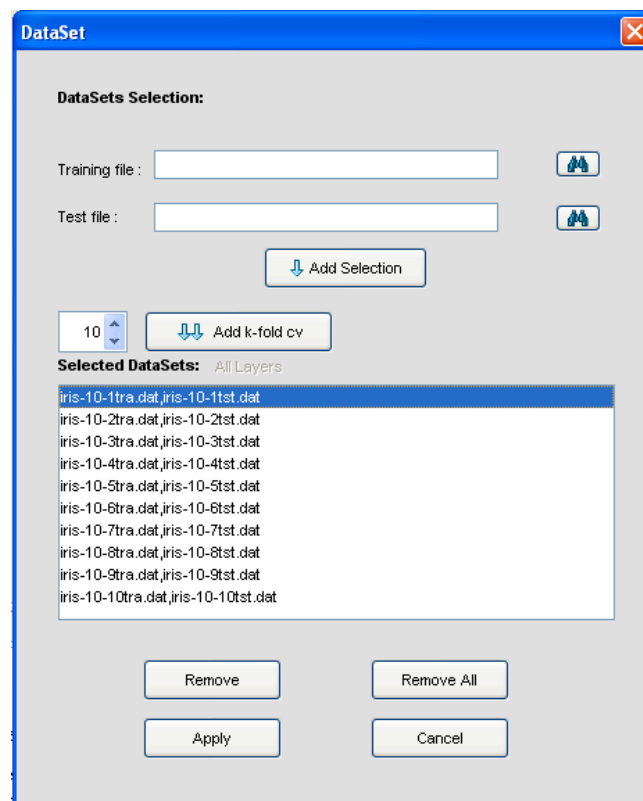 DataSet
DataSets Selection:
Training file :
Test file :
Add Selection
10 Add k-fold cv
Selected DataSets: All Layers
iris-10-1tra.dat,iris-10-1tst.dat
iris-10-2tra.dat,iris-10-2tst.dat
iris-10-3tra.dat,iris-10-3tst.dat
iris-10-4tra.dat,iris-10-4tst.dat
iris-10-5tra.dat,iris-10-5tst.dat
iris-10-6tra.dat,iris-10-6tst.dat
iris-10-7tra.dat,iris-10-7tst.dat
iris-10-8tra.dat,iris-10-8tst.dat
iris-10-9tra.dat,iris-10-9tst.dat
iris-10-10tra.dat,iris-10-10tst.dat
Remove Remove All
Apply Cancel